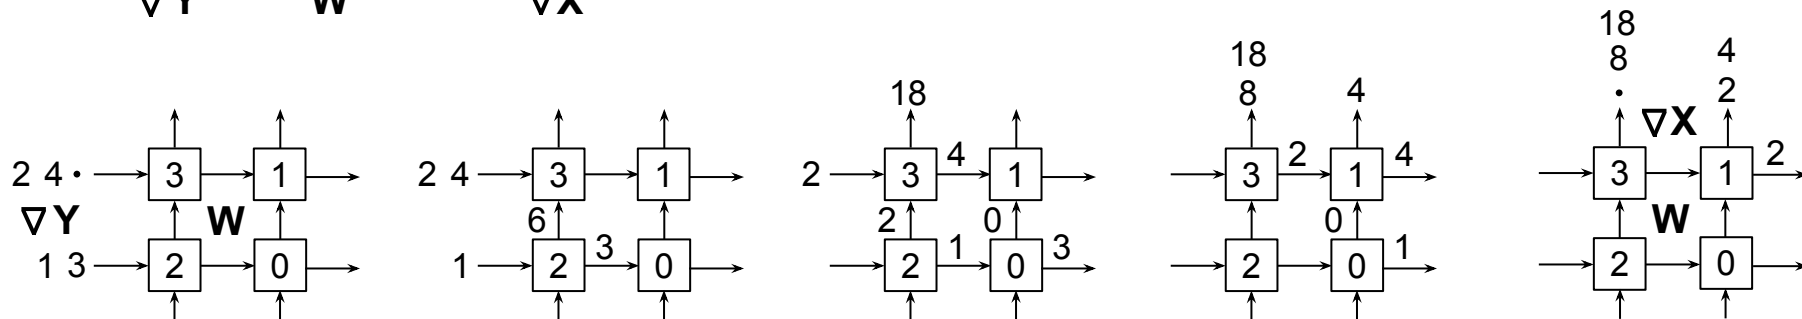 ∇Y W ∇X
18
8 4
• 2
18
8 4
18
∇X
2 4 • 3 1
2 4 3 1
2 3 4 1
3 2 1 4
3 1 2
∇Y W
6
2 0
0
W
1 3 2 0
1 2 3 0
2 1 0 3
2 0 1
2 0